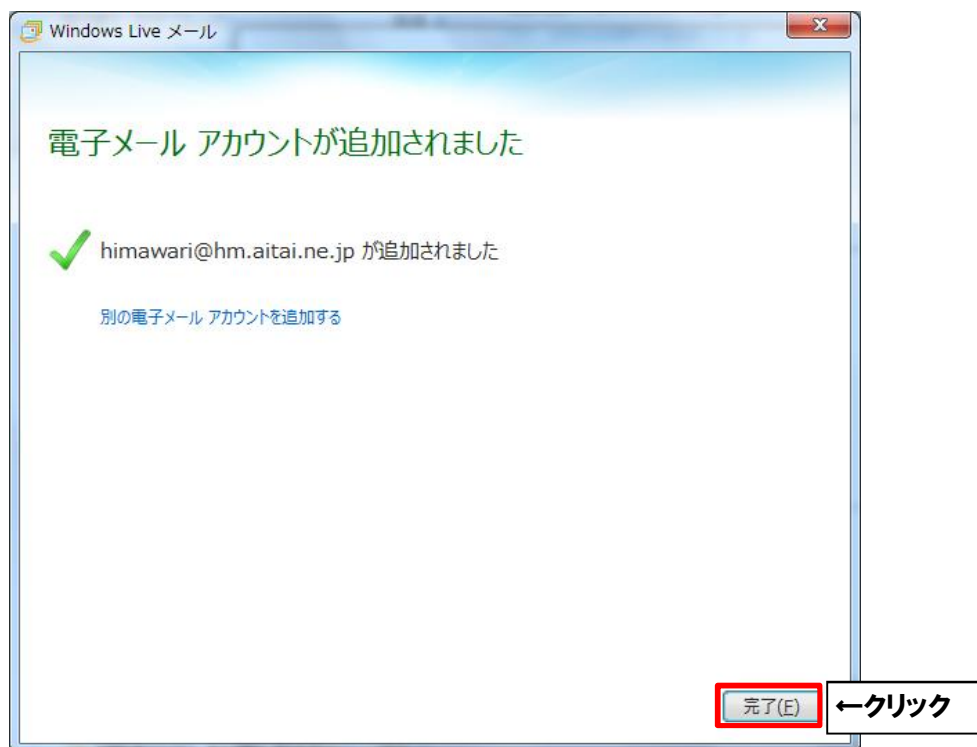 Windows Live メール
電子メール アカウントが追加されました
himawari@hm.aitai.ne.jp が追加されました
別の電子メール アカウントを追加する
完了(F) ←クリック